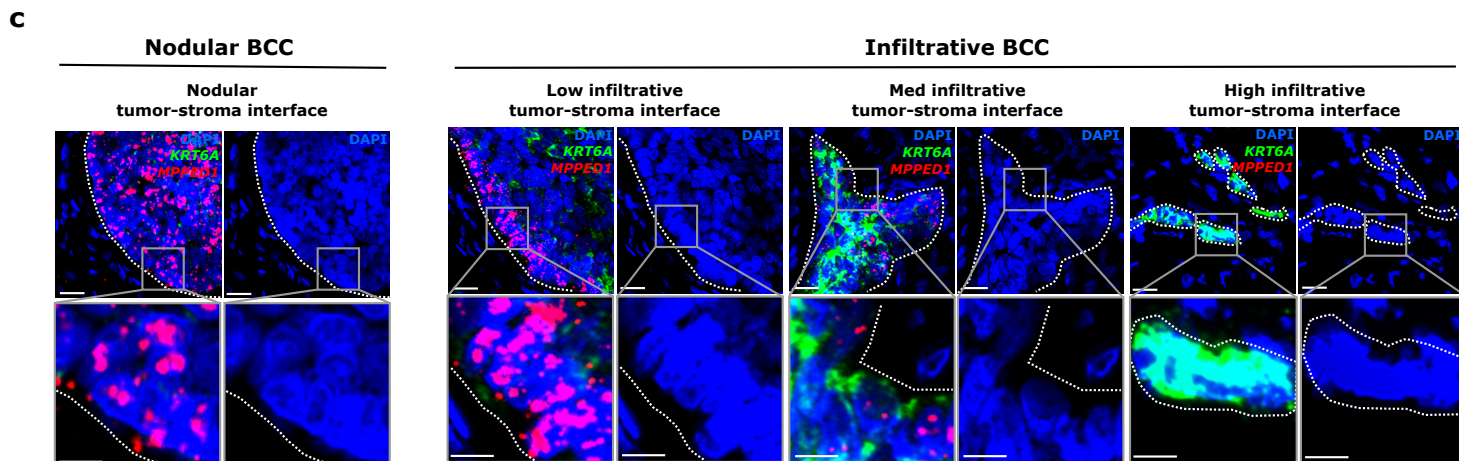 c
Nodular BCC
Infiltrative BCC
Nodular
tumor-stroma interface
Low infiltrative
tumor-stroma interface
Med infiltrative
tumor-stroma interface
High infiltrative
tumor-stroma interface
DAPI
KRT6A
MPPED1
DAPI
DAPI
KRT6A
MPPED1
DAPI
DAPI
KRT6A
MPPED1
DAPI
DAPI
KRT6A
MPPED1
DAPI